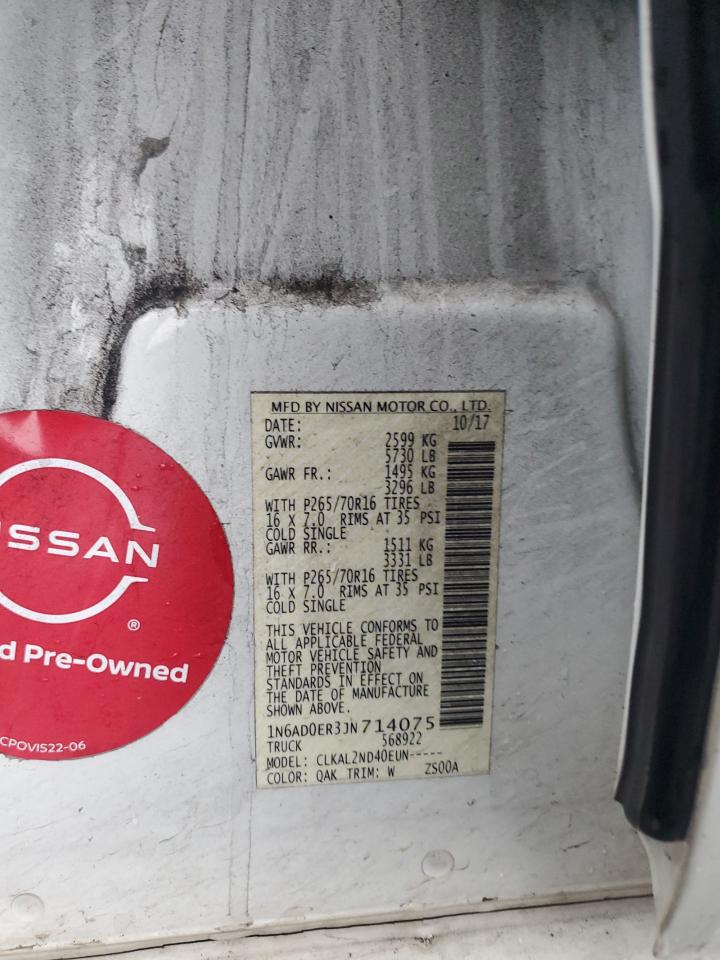 MFD BY NISSAN MOTOR CO., LTD.
DATE: 10/17
GVWR: 2599 KG
5730 LB
GAWR FR.: 1495 KG
3296 LB
WITH P265/70R16 TIRES
16 X 7.0 RIMS AT 35 PSI
COLD SINGLE
GAWR RR.: 1511 KG
3331 LB
WITH P265/70R16 TIRES
16 X 7.0 RIMS AT 35 PSI
COLD SINGLE
THIS VEHICLE CONFORMS TO
ALL APPLICABLE FEDERAL
MOTOR VEHICLE SAFETY AND
THEFT PREVENTION
STANDARDS IN EFFECT ON
THE DATE OF MANUFACTURE
SHOWN ABOVE.
1N6AD0ER3JN714075
TRUCK 568922
MODEL: CLKAL2ND40EUN-----
COLOR: QAK TRIM: W ZS00A
ISSAN
®
d Pre-Owned
CPOVIS22-06